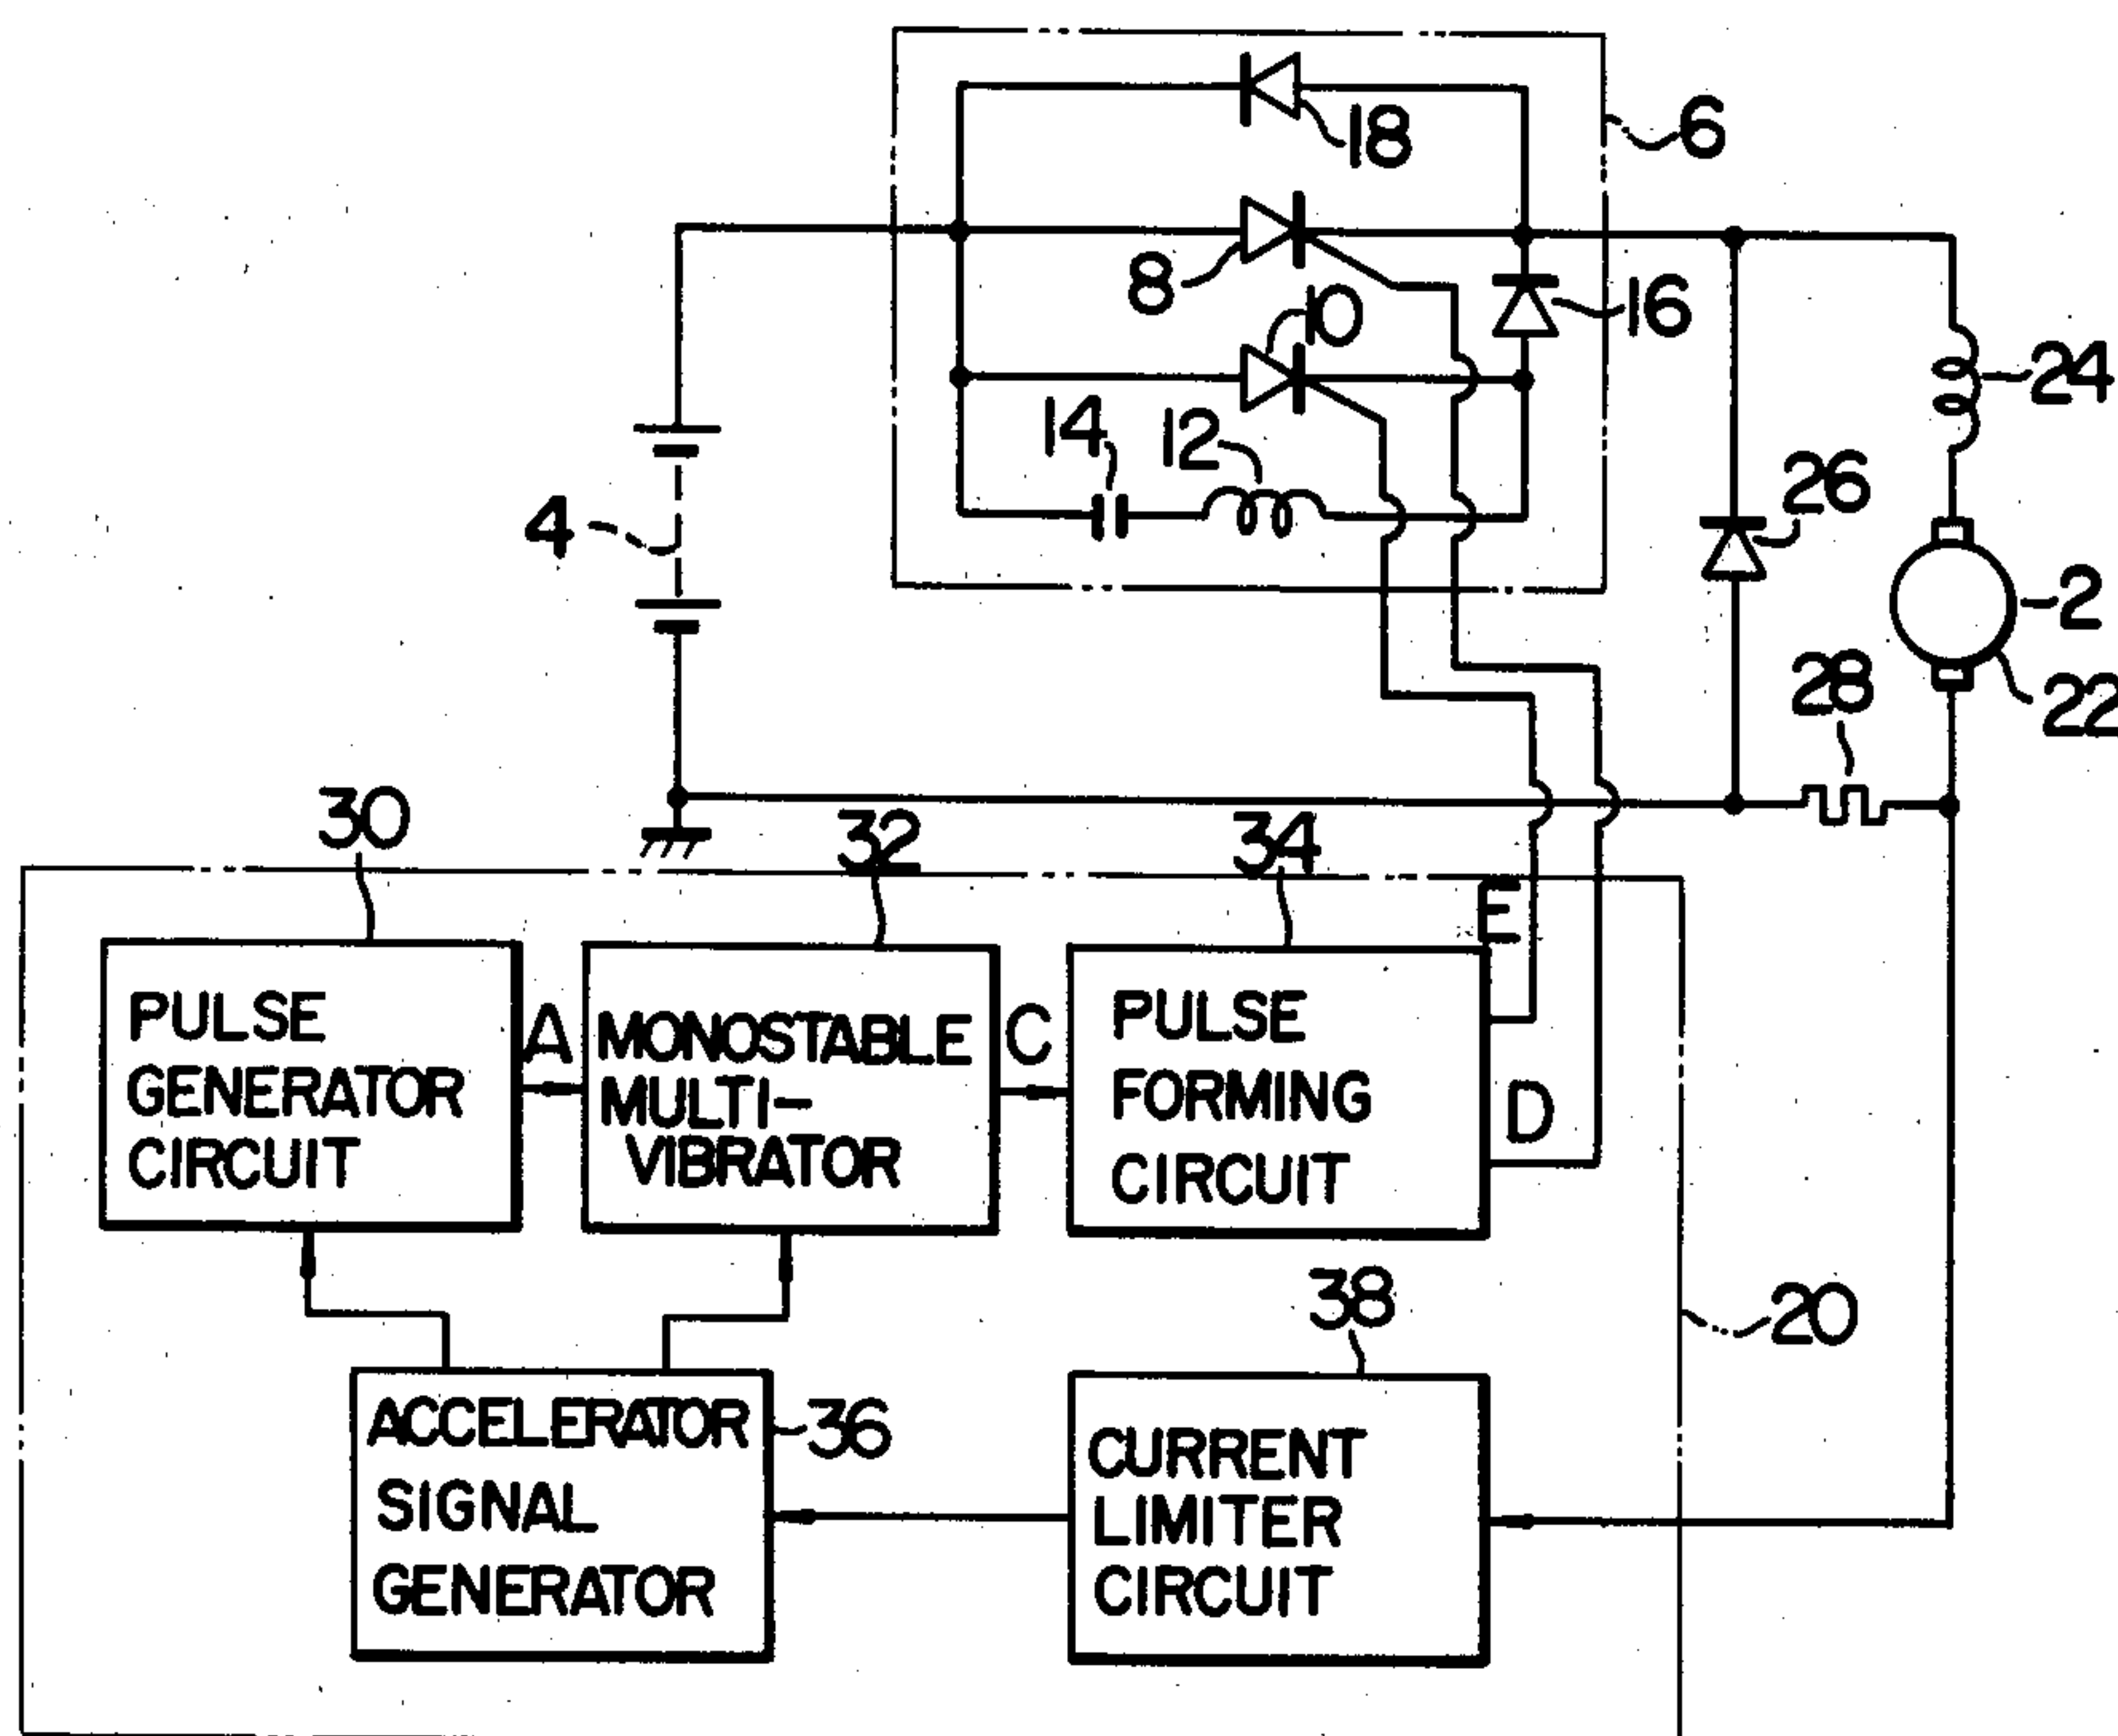 18
6
8
10
16
14
12
24
4
26
2
28
22
30
32
34
E
PULSE
GENERATOR
CIRCUIT
A
MONOSTABLE
MULTI-
VIBRATOR
C
PULSE
FORMING
CIRCUIT
D
38
20
ACCELERATOR
SIGNAL
GENERATOR
36
CURRENT
LIMITER
CIRCUIT